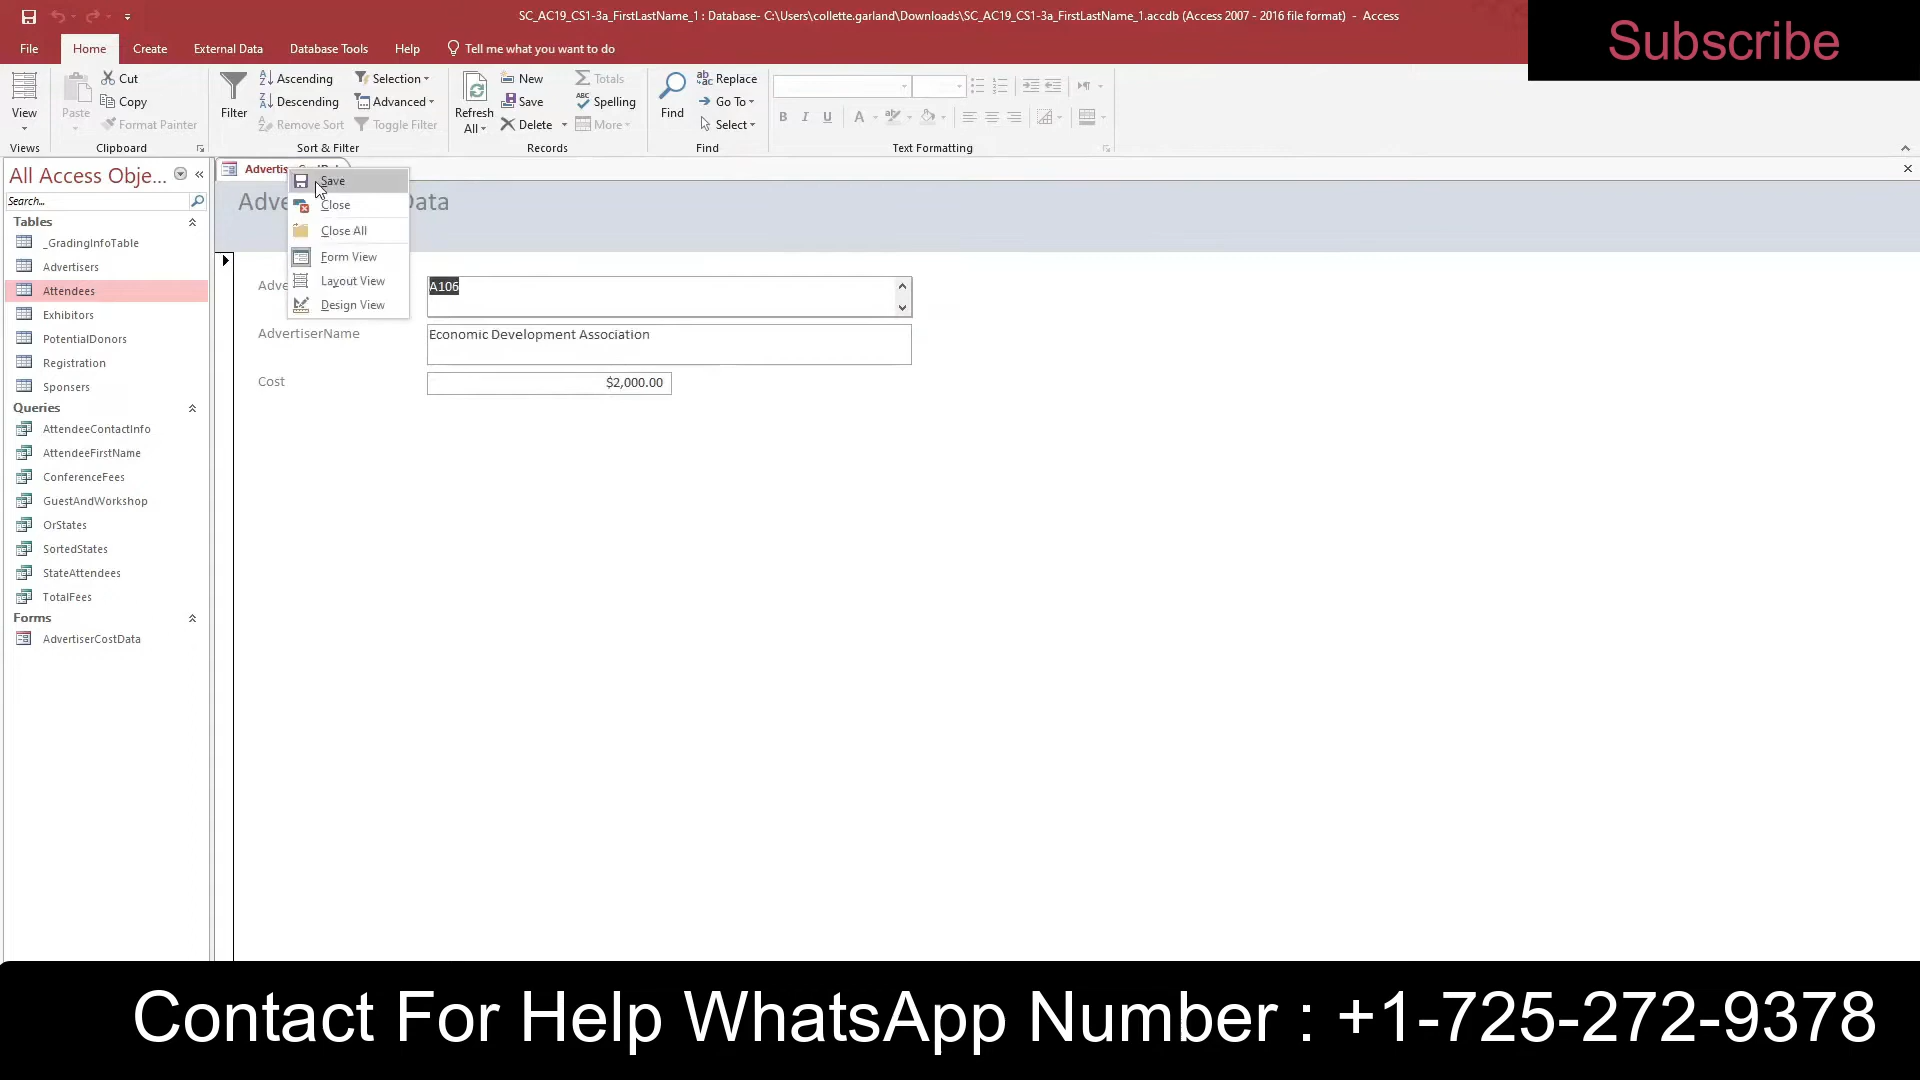 SC_AC19_CS1-3a_FirstLastName_1 : Database- C:\Users\collette.garland\Downloads\SC_AC19_CS1-3a_FirstLastName_1.accdb (Access 2007 - 2016 file format) - Access
Subscribe
File Home Create External Data Database Tools Help Tell me what you want to do
View
Views
Paste
Cut
Copy
Format Painter
Clipboard
Filter
Ascending
Descending
Remove Sort
Selection
Advanced
Toggle Filter
Sort & Filter
Refresh
All
New
Save
Delete
Totals
Spelling
More
Records
Find
Replace
Go To
Select
Find
B I U
Text Formatting
All Access Obje...
Search...
Tables
_GradingInfoTable
Advertisers
Attendees
Exhibitors
PotentialDonors
Registration
Sponsers
Queries
AttendeeContactInfo
AttendeeFirstName
ConferenceFees
GuestAndWorkshop
OrStates
SortedStates
StateAttendees
TotalFees
Forms
AdvertiserCostData
Save
Close
Close All
Form View
Layout View
Design View
A106
AdvertiserName Economic Development Association
Cost $2,000.00
Contact For Help WhatsApp Number : +1-725-272-9378